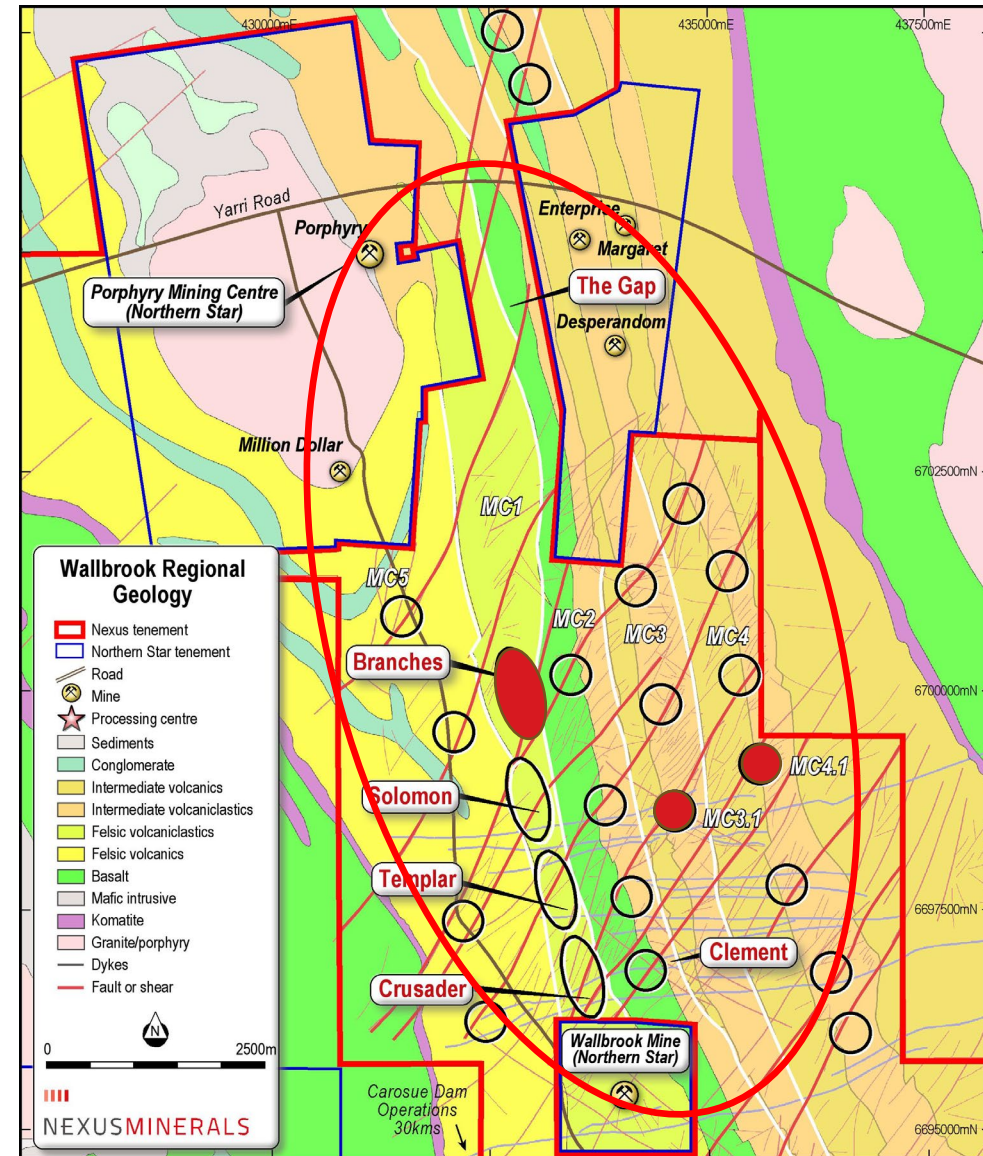 430000mE
435000mE
437500mE
Yarri Road
Porphyry
Enterprise
Margaret
The Gap
Porphyry Mining Centre
(Northern Star)
Desperandom
Million Dollar
6702500mN
MC1
MC5
MC2
MC3
MC4
Branches
6700000mN
MC4.1
Solomon
MC3.1
Templar
6697500mN
Clement
Crusader
Wallbrook Mine
(Northern Star)
Carosue Dam
Operations
30kms
6695000mN
Wallbrook Regional
Geology
Nexus tenement
Northern Star tenement
Road
Mine
Processing centre
Sediments
Conglomerate
Intermediate volcanics
Intermediate volcaniclastics
Felsic volcaniclastics
Felsic volcanics
Basalt
Mafic intrusive
Komatite
Granite/porphyry
Dykes
Fault or shear
N
0 2500m
NEXUSMINERALS